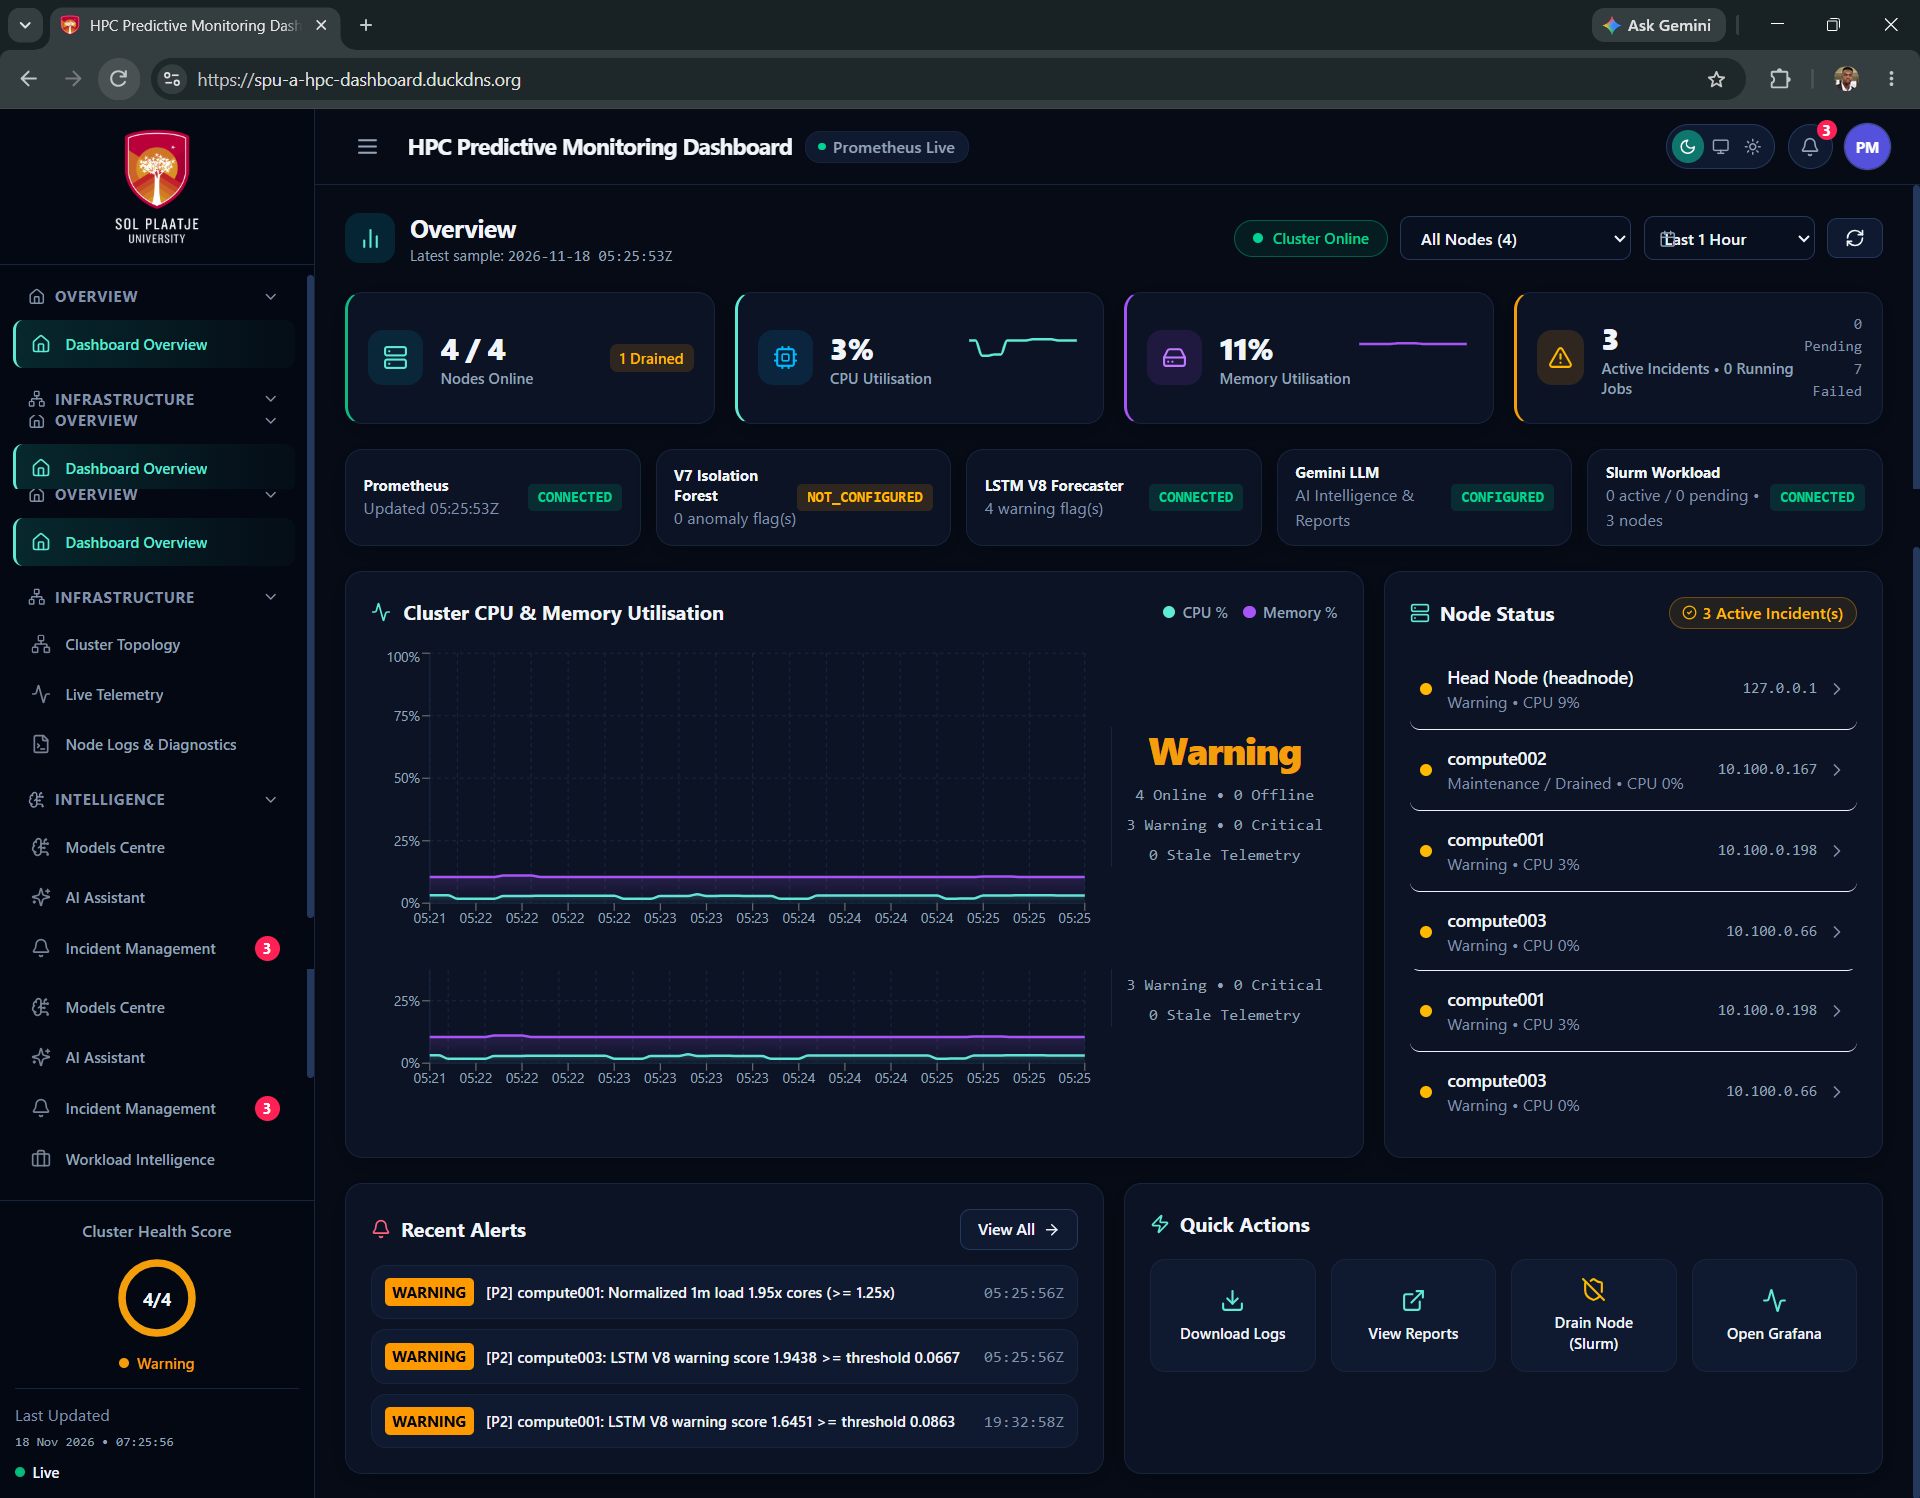 HPC Predictive Monitoring Dash
Ask Gemini
https://spu-a-hpc-dashboard.duckdns.org
SOL PLAATJE
UNIVERSITY
HPC Predictive Monitoring Dashboard
Prometheus Live
3
PM
OVERVIEW
Dashboard Overview
INFRASTRUCTURE
OVERVIEW
Dashboard Overview
OVERVIEW
Dashboard Overview
INFRASTRUCTURE
Cluster Topology
Live Telemetry
Node Logs & Diagnostics
INTELLIGENCE
Models Centre
AI Assistant
Incident Management 3
Models Centre
AI Assistant
Incident Management 3
Workload Intelligence
Cluster Health Score
4/4
Warning
Last Updated
18 Nov 2026 • 07:25:56
Live
Overview
Latest sample: 2026-11-18 05:25:53Z
Cluster Online
All Nodes (4)
Last 1 Hour
4 / 4
Nodes Online
1 Drained
3%
CPU Utilisation
11%
Memory Utilisation
3
Active Incidents • 0 Running
Jobs
0
Pending
7
Failed
Prometheus
Updated 05:25:53Z
CONNECTED
V7 Isolation
Forest
0 anomaly flag(s)
NOT_CONFIGURED
LSTM V8 Forecaster
4 warning flag(s)
CONNECTED
Gemini LLM
AI Intelligence &
Reports
CONFIGURED
Slurm Workload
0 active / 0 pending •
3 nodes
CONNECTED
Cluster CPU & Memory Utilisation
CPU % Memory %
100%
75%
50%
25%
0%
05:21 05:22 05:22 05:22 05:22 05:23 05:23 05:23 05:24 05:24 05:24 05:24 05:25 05:25 05:25
Warning
4 Online • 0 Offline
3 Warning • 0 Critical
0 Stale Telemetry
25%
0%
05:21 05:22 05:22 05:22 05:23 05:23 05:23 05:23 05:24 05:24 05:24 05:25 05:25 05:25 05:25
3 Warning • 0 Critical
0 Stale Telemetry
Node Status
3 Active Incident(s)
Head Node (headnode)
Warning • CPU 9%
127.0.0.1
compute002
Maintenance / Drained • CPU 0%
10.100.0.167
compute001
Warning • CPU 3%
10.100.0.198
compute003
Warning • CPU 0%
10.100.0.66
compute001
Warning • CPU 3%
10.100.0.198
compute003
Warning • CPU 0%
10.100.0.66
Recent Alerts
View All
WARNING [P2] compute001: Normalized 1m load 1.95x cores (>= 1.25x) 05:25:56Z
WARNING [P2] compute003: LSTM V8 warning score 1.9438 >= threshold 0.0667 05:25:56Z
WARNING [P2] compute001: LSTM V8 warning score 1.6451 >= threshold 0.0863 19:32:58Z
Quick Actions
Download Logs
View Reports
Drain Node
(Slurm)
Open Grafana